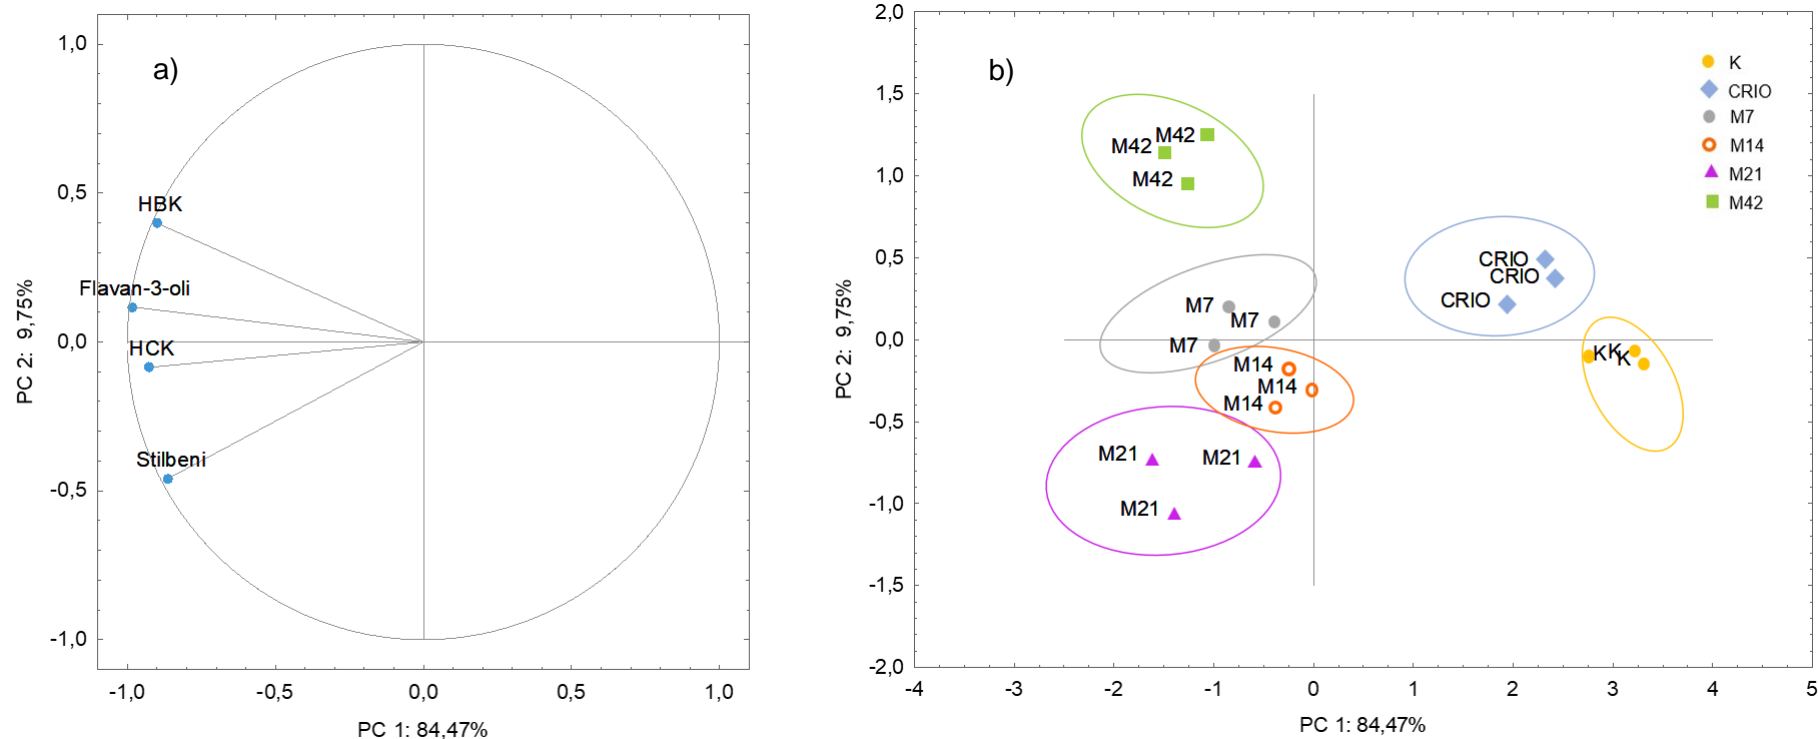 a)
1,0
0,5
0,0
-0,5
-1,0
HBK
Flavan-3-oli
HCK
Stilbeni
PC 2: 9,75%
-1,0
-0,5
0,0
0,5
1,0
PC 1: 84,47%
b)
2,0
1,5
1,0
0,5
0,0
-0,5
-1,0
-1,5
-2,0
PC 2: 9,75%
M42
M42
M42
CRIO
CRIO
CRIO
M7
M7
M7
K
K
K
M14
M14
M14
M21
M21
M21
K
CRIO
M7
M14
M21
M42
-4
-3
-2
-1
0
1
2
3
4
5
PC 1: 84,47%